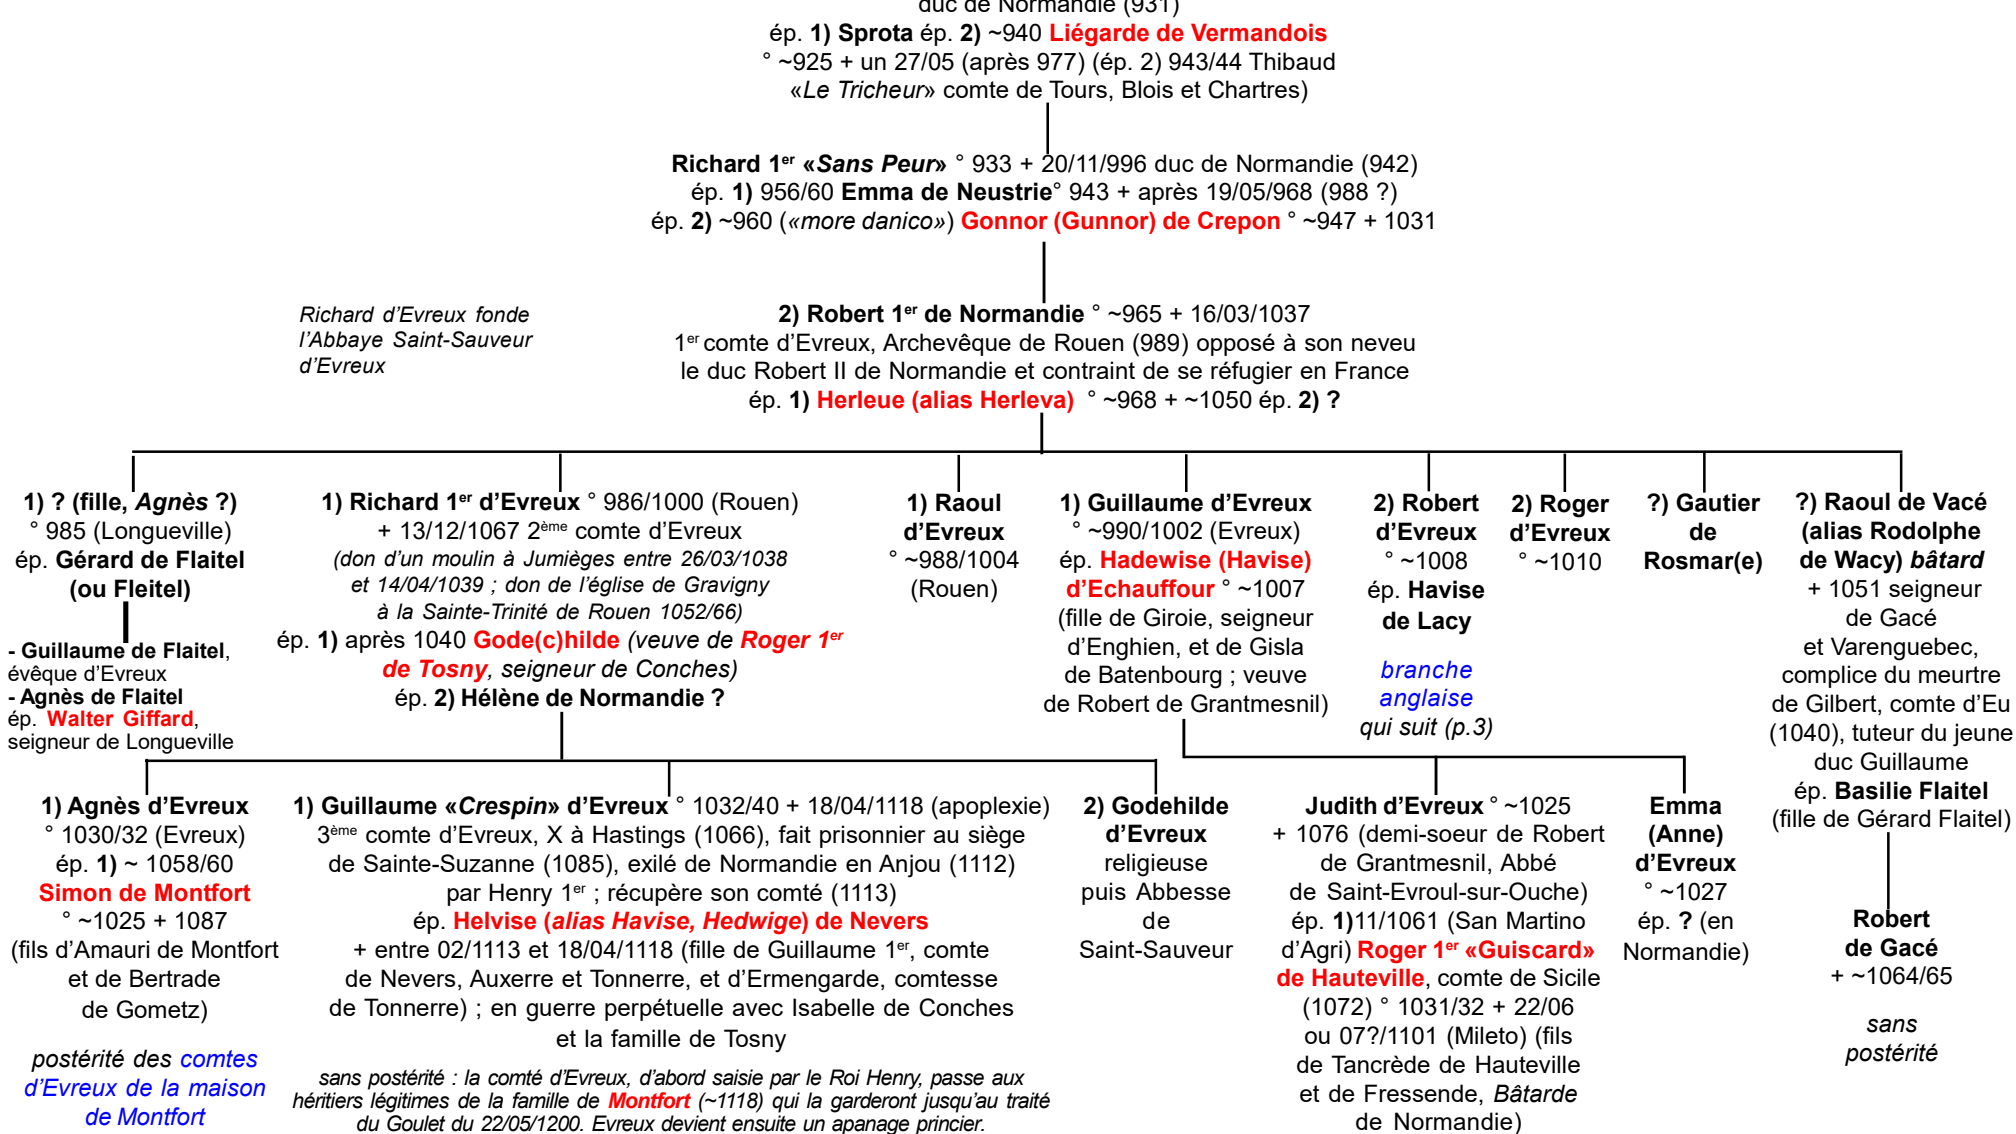 duc de Normandie (931)
ép. 1) Sprota ép. 2) ~940 Liégarde de Vermandois
° ~925 + un 27/05 (après 977) (ép. 2) 943/44 Thibaud
«Le Tricheur» comte de Tours, Blois et Chartres)
Richard 1er «Sans Peur» ° 933 + 20/11/996 duc de Normandie (942)
ép. 1) 956/60 Emma de Neustrie° 943 + après 19/05/968 (988 ?)
ép. 2) ~960 («more danico») Gonnor (Gunnor) de Crepon ° ~947 + 1031
Richard d’Evreux fonde
l’Abbaye Saint-Sauveur
d’Evreux
2) Robert 1er de Normandie ° ~965 + 16/03/1037
1er comte d’Evreux, Archevêque de Rouen (989) opposé à son neveu
le duc Robert II de Normandie et contraint de se réfugier en France
ép. 1) Herleue (alias Herleva) ° ~968 + ~1050 ép. 2) ?
1) ? (fille, Agnès ?)
° 985 (Longueville)
ép. Gérard de Flaitel
(ou Fleitel)
- Guillaume de Flaitel,
évêque d’Evreux
- Agnès de Flaitel
ép. Walter Giffard,
seigneur de Longueville
1) Richard 1er d’Evreux ° 986/1000 (Rouen)
+ 13/12/1067 2ème comte d’Evreux
(don d’un moulin à Jumièges entre 26/03/1038
et 14/04/1039 ; don de l’église de Gravigny
à la Sainte-Trinité de Rouen 1052/66)
ép. 1) après 1040 Gode(c)hilde (veuve de Roger 1er
de Tosny, seigneur de Conches)
ép. 2) Hélène de Normandie ?
1) Raoul
d’Evreux
° ~988/1004
(Rouen)
1) Guillaume d’Evreux
° ~990/1002 (Evreux)
ép. Hadewise (Havise)
d’Echauffour ° ~1007
(fille de Giroie, seigneur
d’Enghien, et de Gisla
de Batenbourg ; veuve
de Robert de Grantmesnil)
2) Robert
d’Evreux
° ~1008
ép. Havise
de Lacy
branche
anglaise
qui suit (p.3)
2) Roger
d’Evreux
° ~1010
?) Gautier
de
Rosmar(e)
?) Raoul de Vacé
(alias Rodolphe
de Wacy) bâtard
+ 1051 seigneur
de Gacé
et Varenguebec,
complice du meurtre
de Gilbert, comte d’Eu
(1040), tuteur du jeune
duc Guillaume
ép. Basilie Flaitel
(fille de Gérard Flaitel)
1) Agnès d’Evreux
° 1030/32 (Evreux)
ép. 1) ~ 1058/60
Simon de Montfort
° ~1025 + 1087
(fils d’Amauri de Montfort
et de Bertrade
de Gometz)
postérité des comtes
d’Evreux de la maison
de Montfort
1) Guillaume «Crespin» d’Evreux ° 1032/40 + 18/04/1118 (apoplexie)
3ème comte d’Evreux, X à Hastings (1066), fait prisonnier au siège
de Sainte-Suzanne (1085), exilé de Normandie en Anjou (1112)
par Henry 1er ; récupère son comté (1113)
ép. Helvise (alias Havise, Hedwige) de Nevers
+ entre 02/1113 et 18/04/1118 (fille de Guillaume 1er, comte
de Nevers, Auxerre et Tonnerre, et d’Ermengarde, comtesse
de Tonnerre) ; en guerre perpétuelle avec Isabelle de Conches
et la famille de Tosny
sans postérité : la comté d’Evreux, d’abord saisie par le Roi Henry, passe aux
héritiers légitimes de la famille de Montfort (~1118) qui la garderont jusqu’au traité
du Goulet du 22/05/1200. Evreux devient ensuite un apanage princier.
2) Godehilde
d’Evreux
religieuse
puis Abbesse
de
Saint-Sauveur
Judith d’Evreux ° ~1025
+ 1076 (demi-soeur de Robert
de Grantmesnil, Abbé
de Saint-Evroul-sur-Ouche)
ép. 1)11/1061 (San Martino
d’Agri) Roger 1er «Guiscard»
de Hauteville, comte de Sicile
(1072) ° 1031/32 + 22/06
ou 07?/1101 (Mileto) (fils
de Tancrède de Hauteville
et de Fressende, Bâtarde
de Normandie)
Emma
(Anne)
d’Evreux
° ~1027
ép. ? (en
Normandie)
Robert
de Gacé
+ ~1064/65
sans
postérité